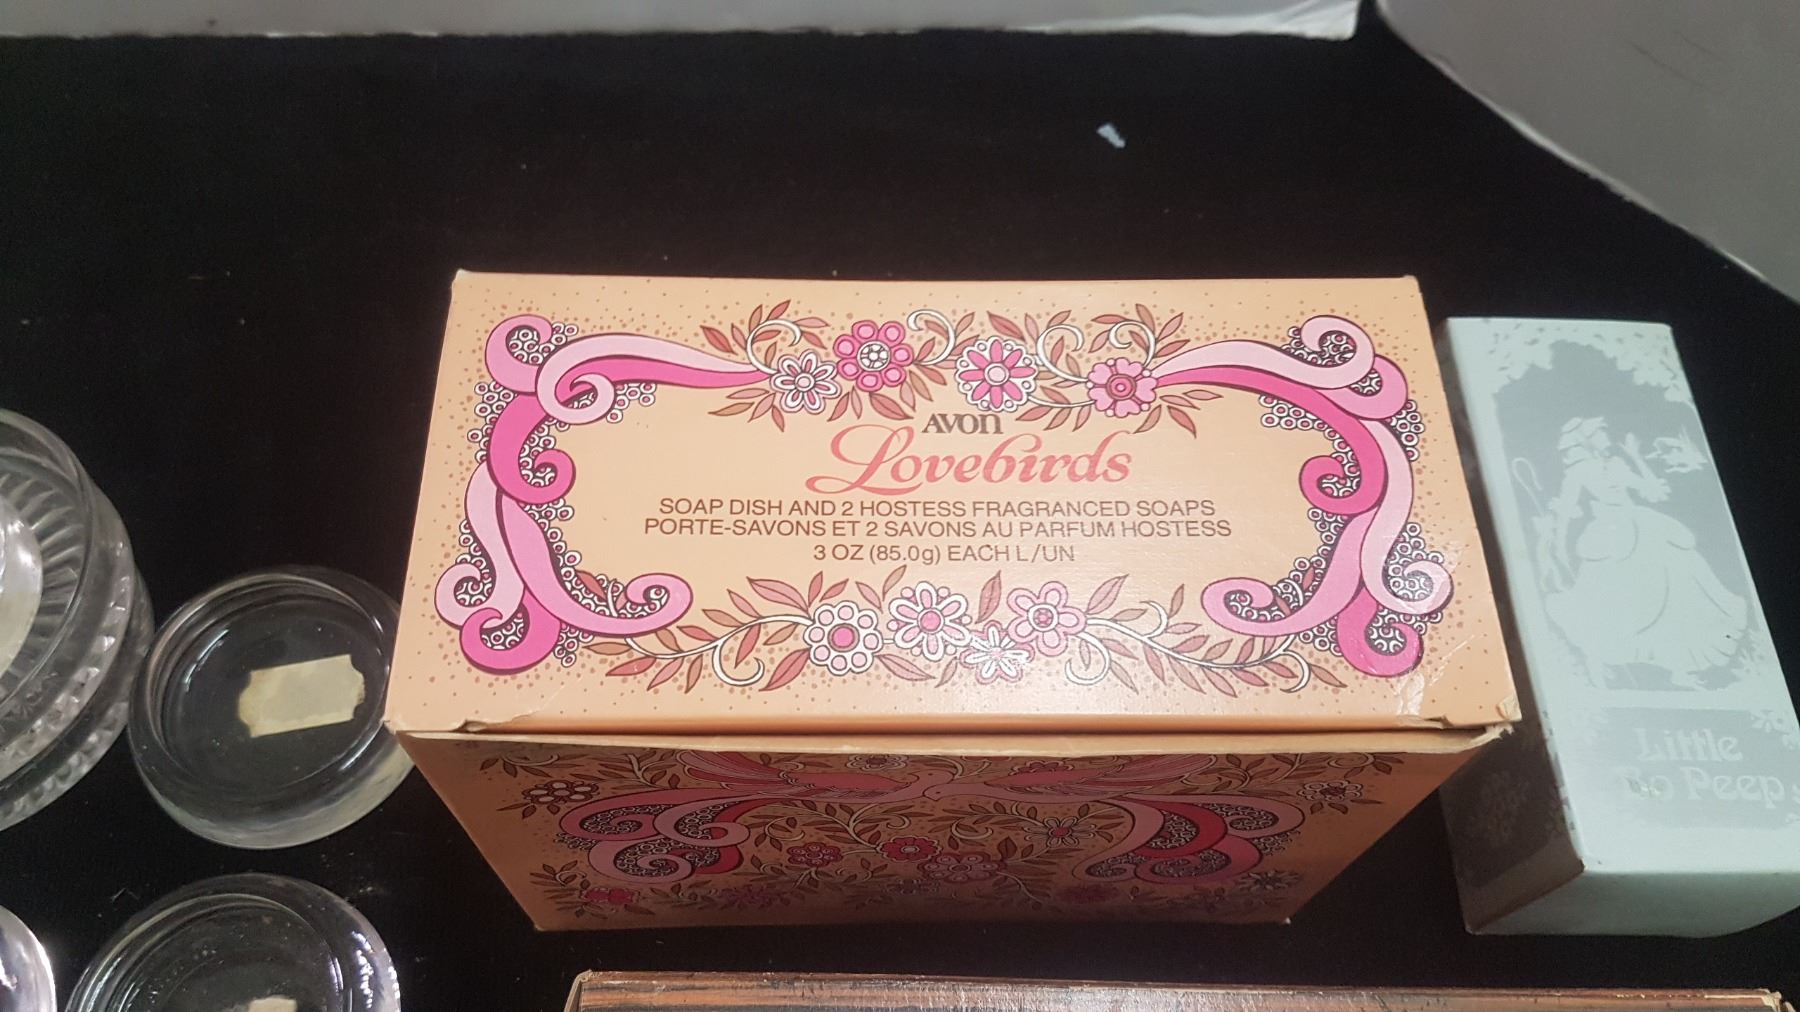 AVON
Lovebirds
SOAP DISH AND 2 HOSTESS FRAGRANCED SOAPS
PORTE-SAVONS ET 2 SAVONS AU PARFUM HOSTESS
3 OZ (85.0g) EACH L/UN
Little
Bo Peep